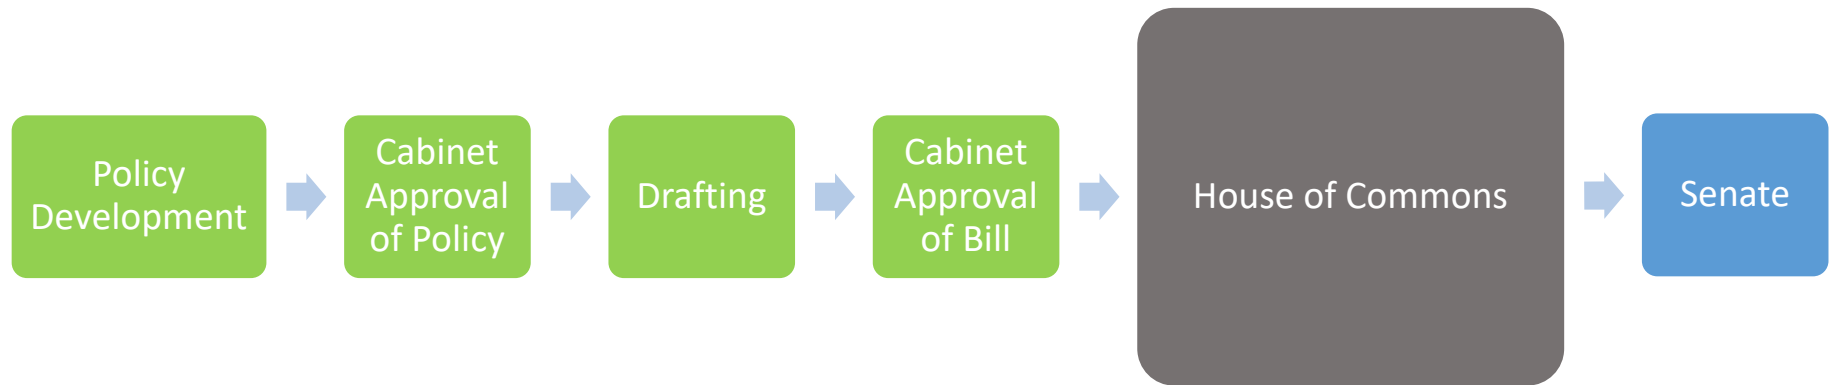 Policy
Development
Cabinet
Approval
of Policy
Drafting
Cabinet
Approval
of Bill
House of Commons
Senate